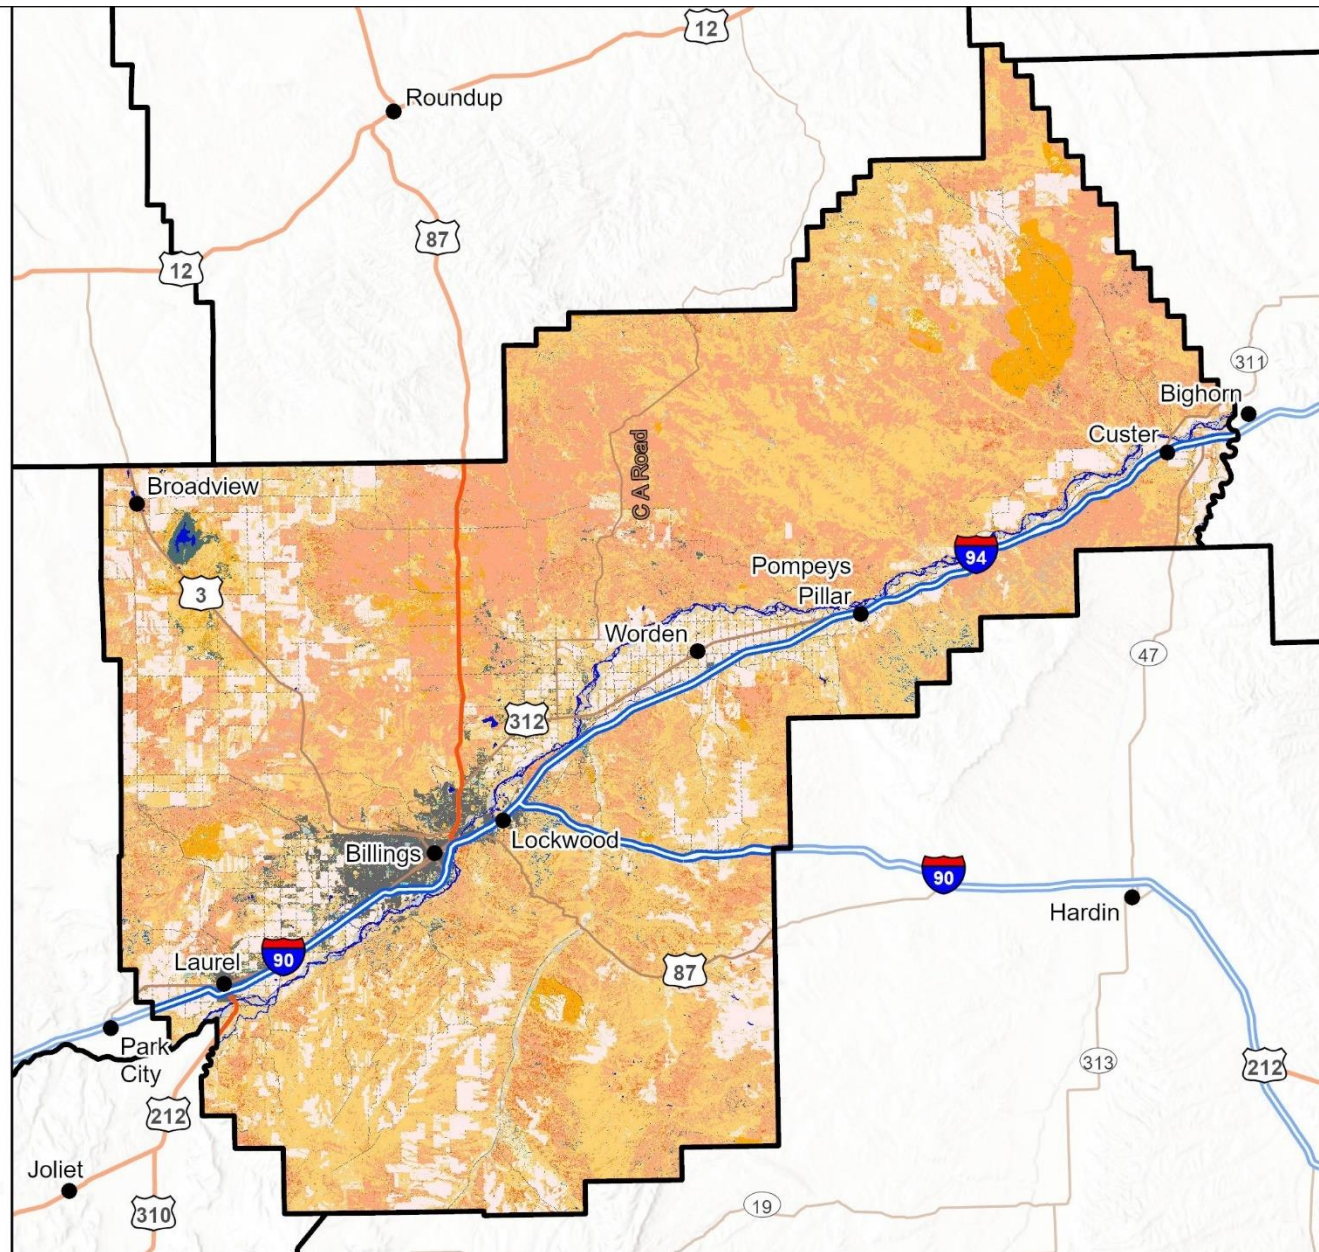 12
Roundup
87
12
311
Bighorn
Custer
C A Road
Broadview
94
Pompeys
Pillar
3
Worden
47
312
Lockwood
Billings
90
Hardin
90
Laurel
87
Park
City
313
212
212
Joliet
310
19